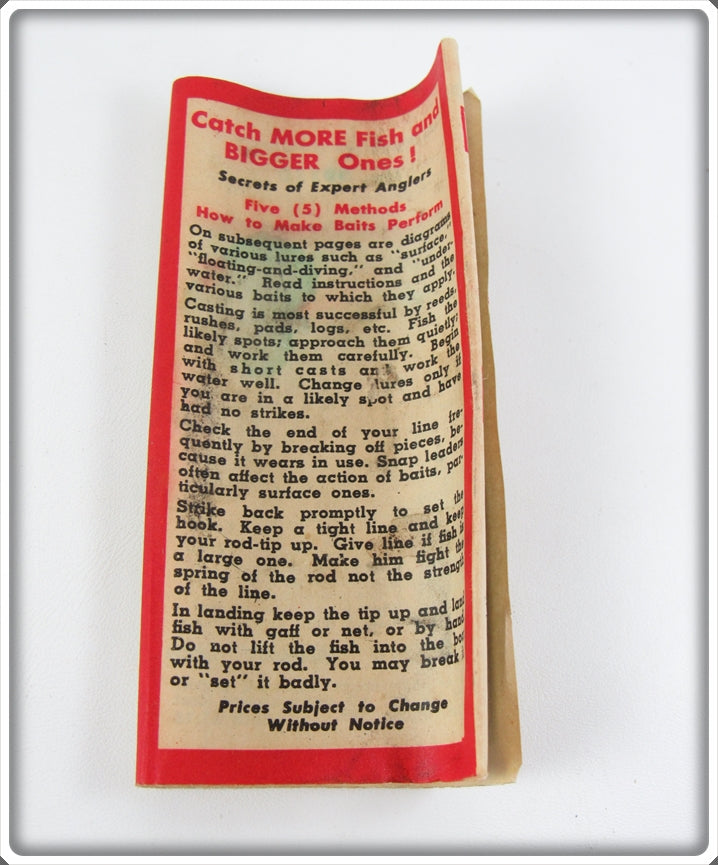 Catch MORE Fish and
BIGGER Ones!
Secrets of Expert Anglers
Five (5) Methods
How to Make Baits Perform
On subsequent pages are diagrams
of various lures such as "surface,"
"floating-and-diving," and "under-
water." Read instructions and the
various baits to which they apply.
Casting is most successful by reeds,
rushes, pads, logs, etc. Fish the
likely spots; approach them quietly;
and work them carefully. Begin
with short casts and work the
water well. Change lures only if
you are in a likely spot and have
had no strikes.
Check the end of your line fre-
quently by breaking off pieces, be-
cause it wears in use. Snap leaders
often affect the action of baits, par-
ticularly surface ones.
Strike back promptly to set the
hook. Keep a tight line and keep
your rod-tip up. Give line if fish is
a large one. Make him fight the
spring of the rod not the strength
of the line.
In landing keep the tip up and land
fish with gaff or net, or by hand
Do not lift the fish into the boat
with your rod. You may break
or "set" it badly.
Prices Subject to Change
Without Notice